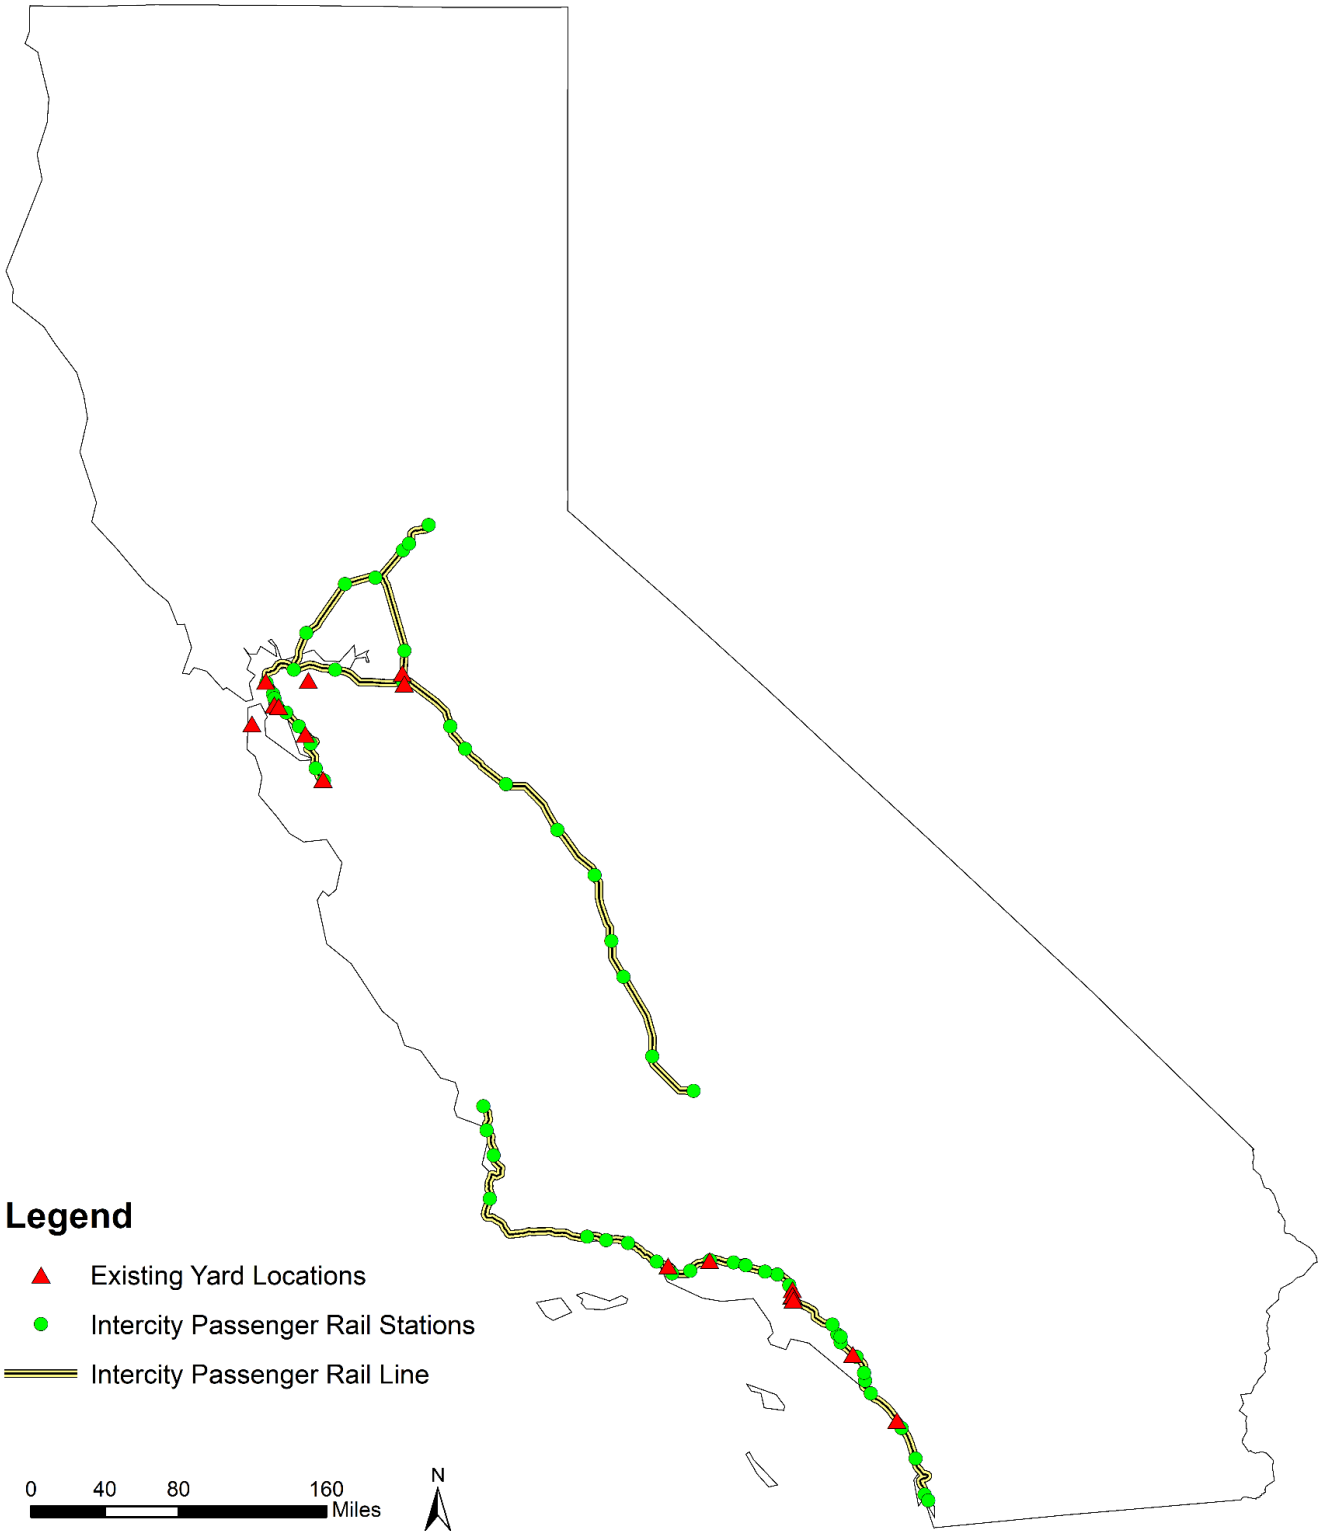 Legend
Existing Yard Locations
Intercity Passenger Rail Stations
Intercity Passenger Rail Line
0 40 80 160
Miles
N